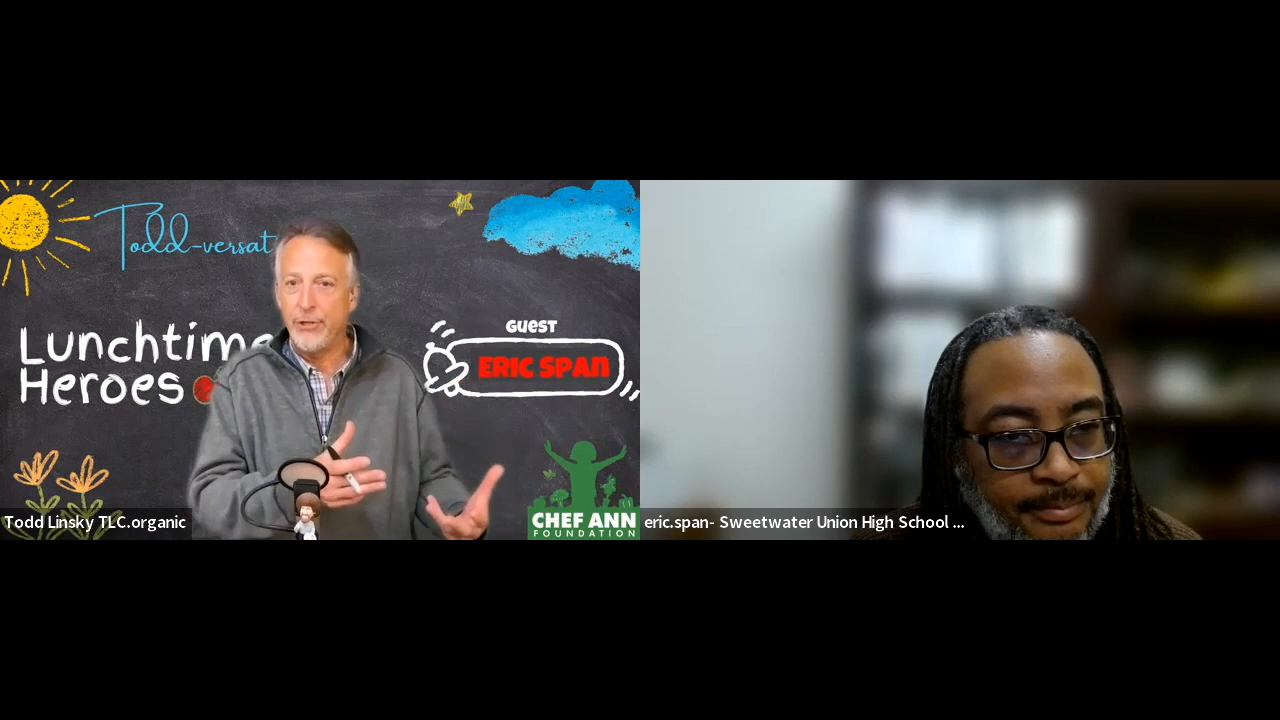 Todd-versat
Lunchtime
Heroes
GUEST
ERIC SPAN
CHEF ANN
FOUNDATION
Todd Linsky TLC.organic
eric.span- Sweetwater Union High School ...